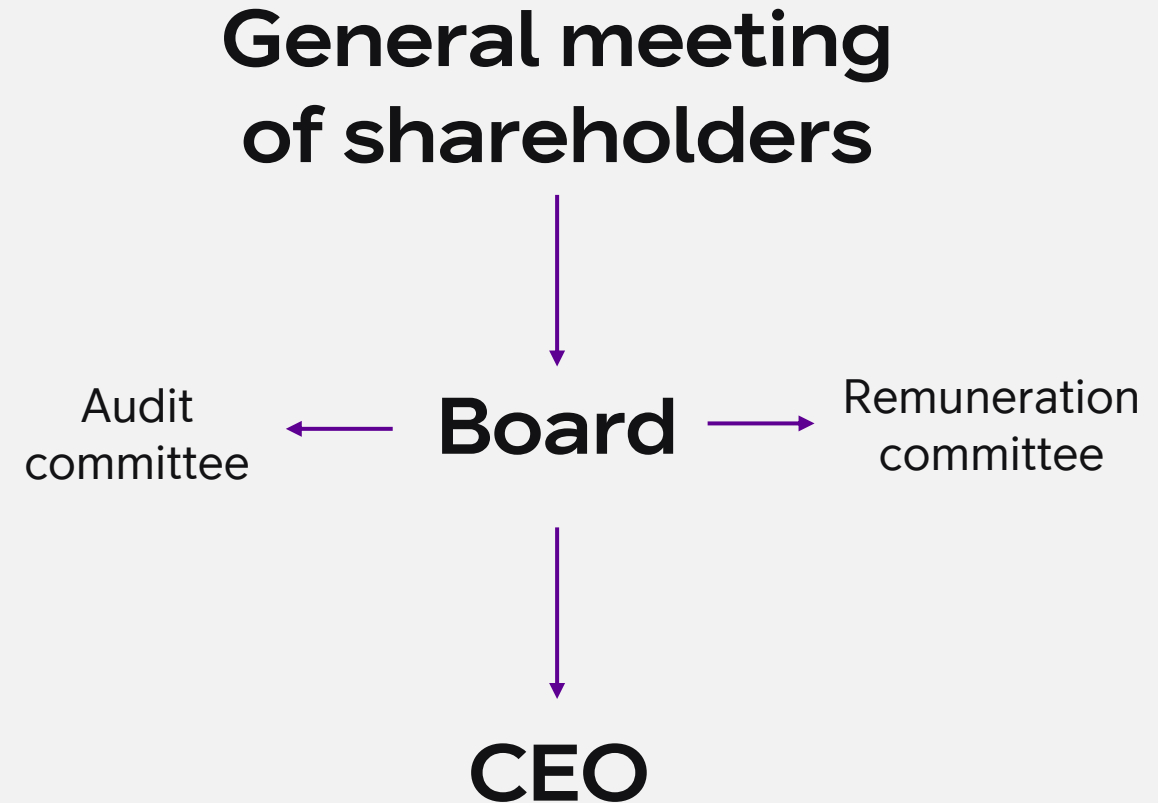 General meeting
of shareholders
Audit
committee
Board
Remuneration
committee
CEO